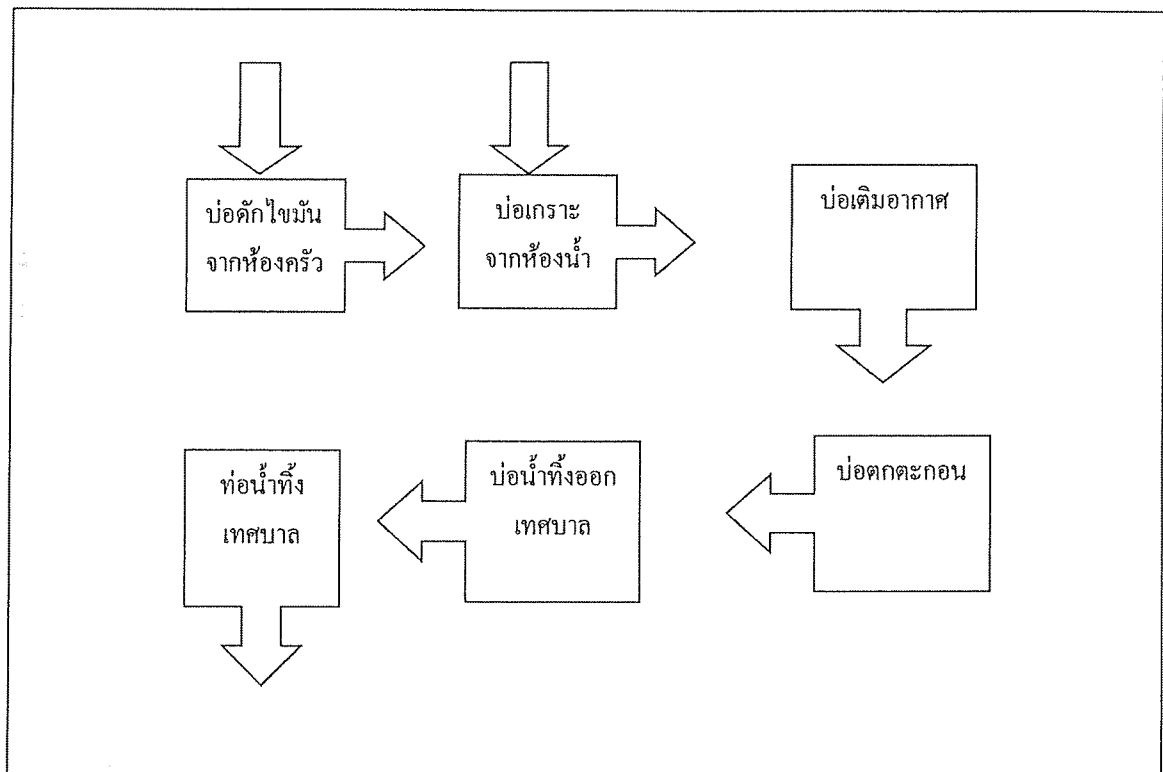 บ่อดักไขมัน
จากห้องครัว
บ่อเกราะ
จากห้องน้ำ
บ่อเติมอากาศ
ท่อน้ำทิ้ง
เทศบาล
บ่อน้ำทิ้งออก
เทศบาล
บ่อตกตะกอน